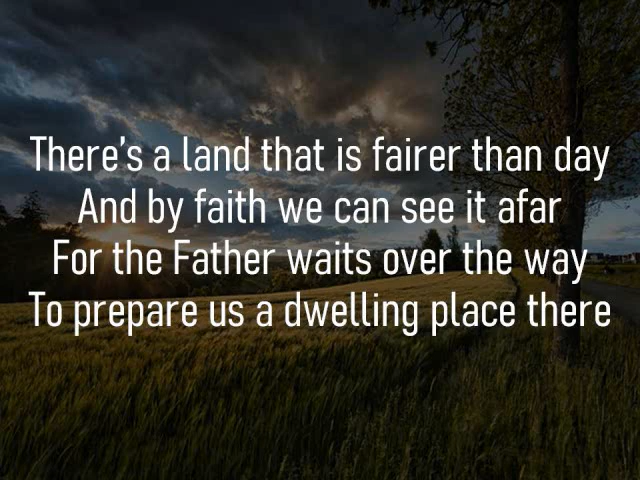 There's a land that is fairer than day
And by faith we can see it afar
For the Father waits over the way
To prepare us a dwelling place there